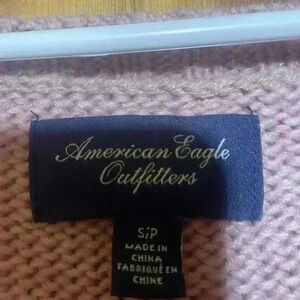 American Eagle
Outfitters
S/P
MADE IN
CHINA
FABRIQUÉ EN
CHINE